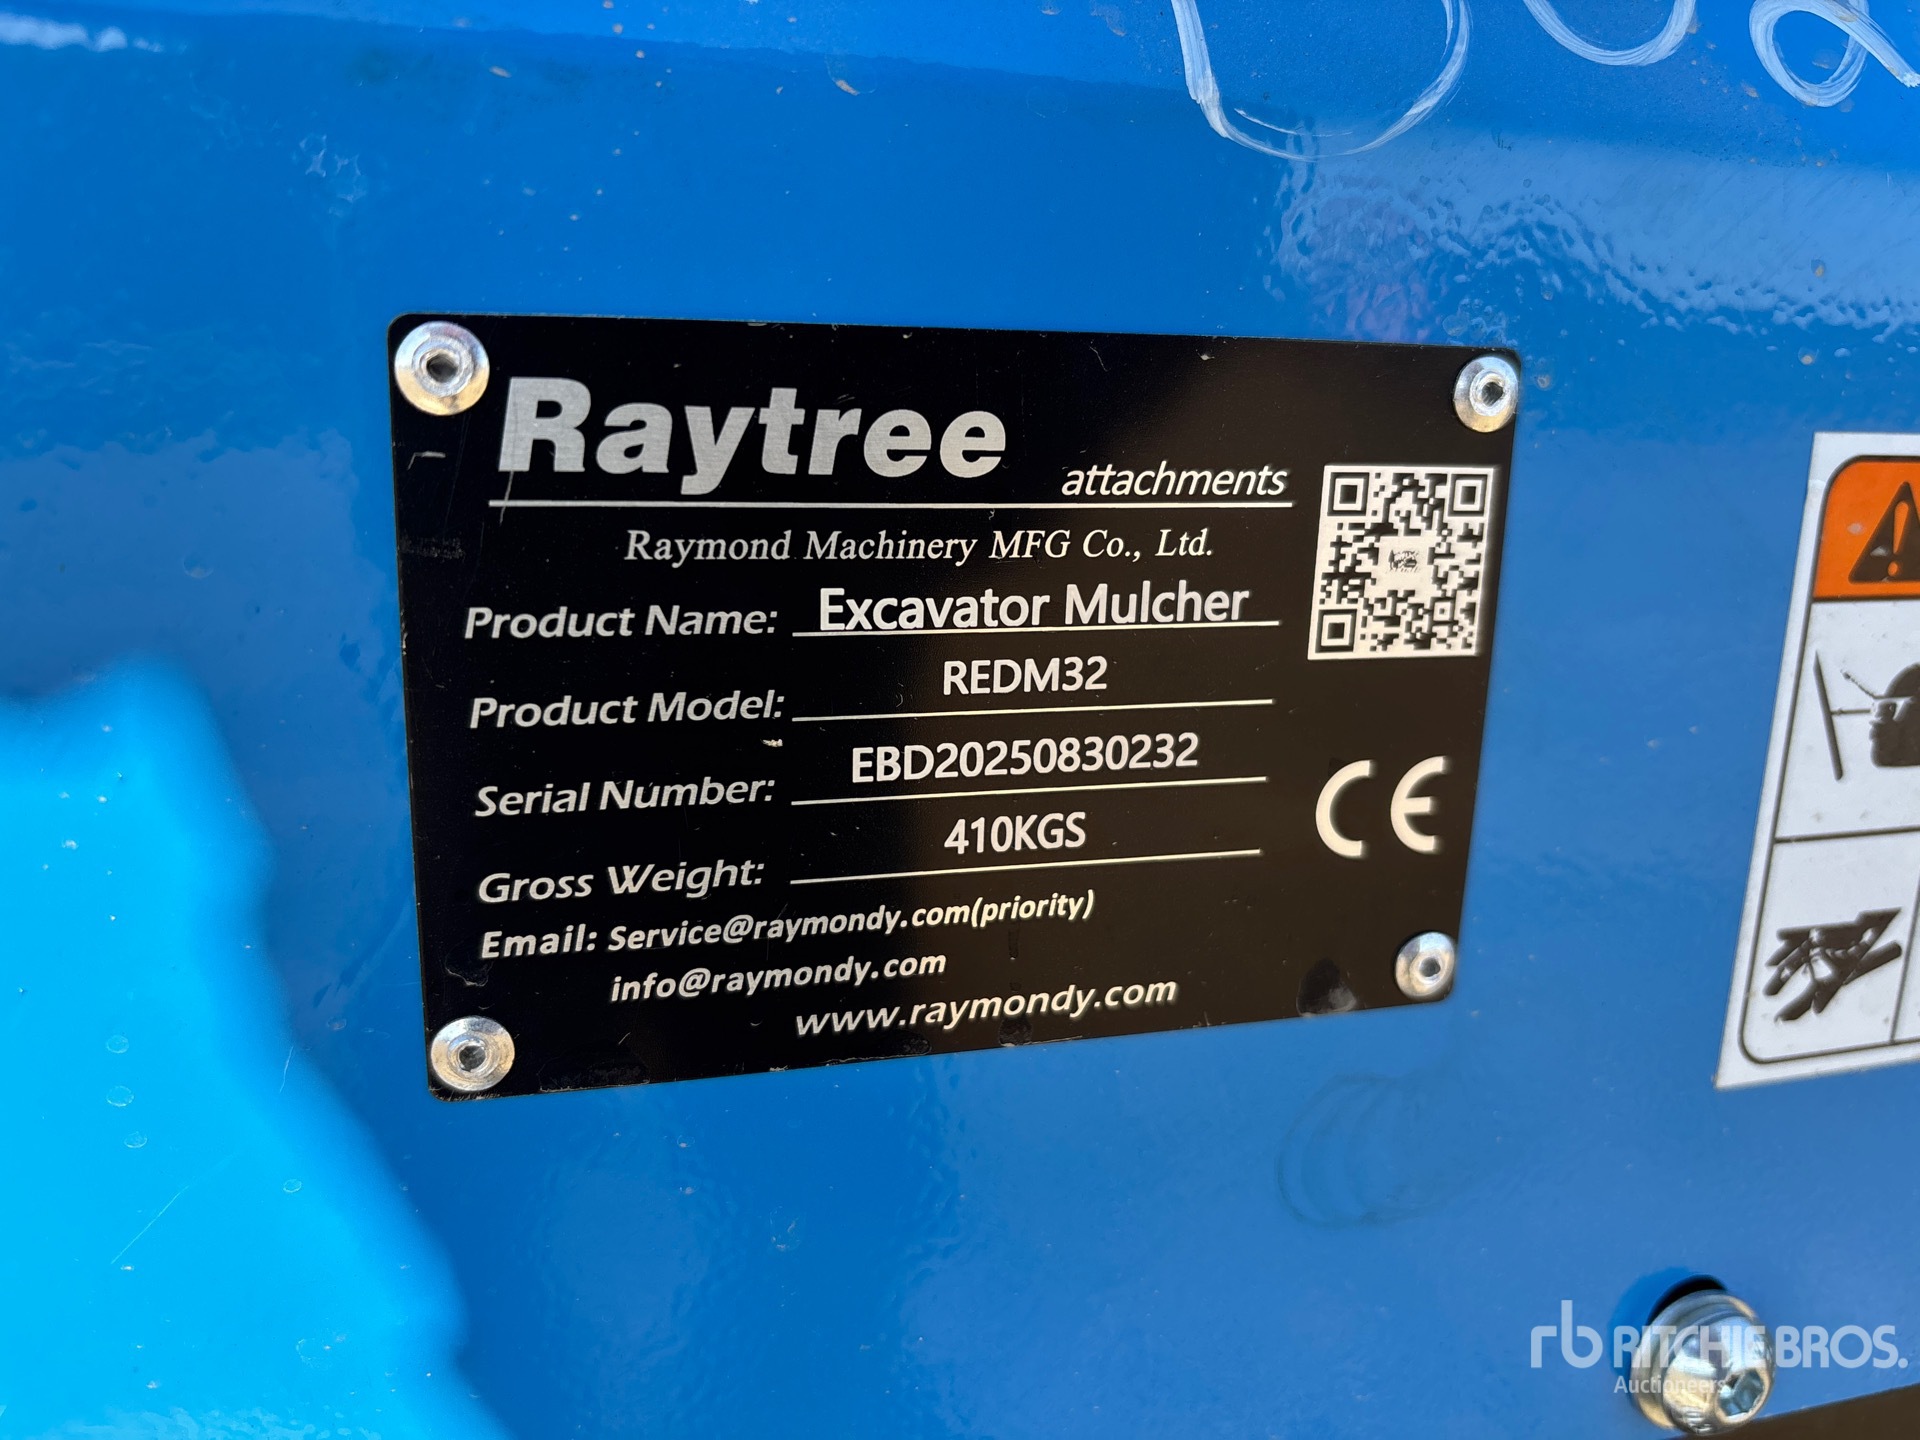 Raytree attachments
Raymond Machinery MFG Co., Ltd.
Product Name: Excavator Mulcher
Product Model: REDM32
Serial Number: EBD20250830232
Gross Weight: 410KGS
CE
Email: Service@raymondy.com(priority)
info@raymondy.com
www.raymondy.com
rb RITCHIE BROS.
Auctioneers